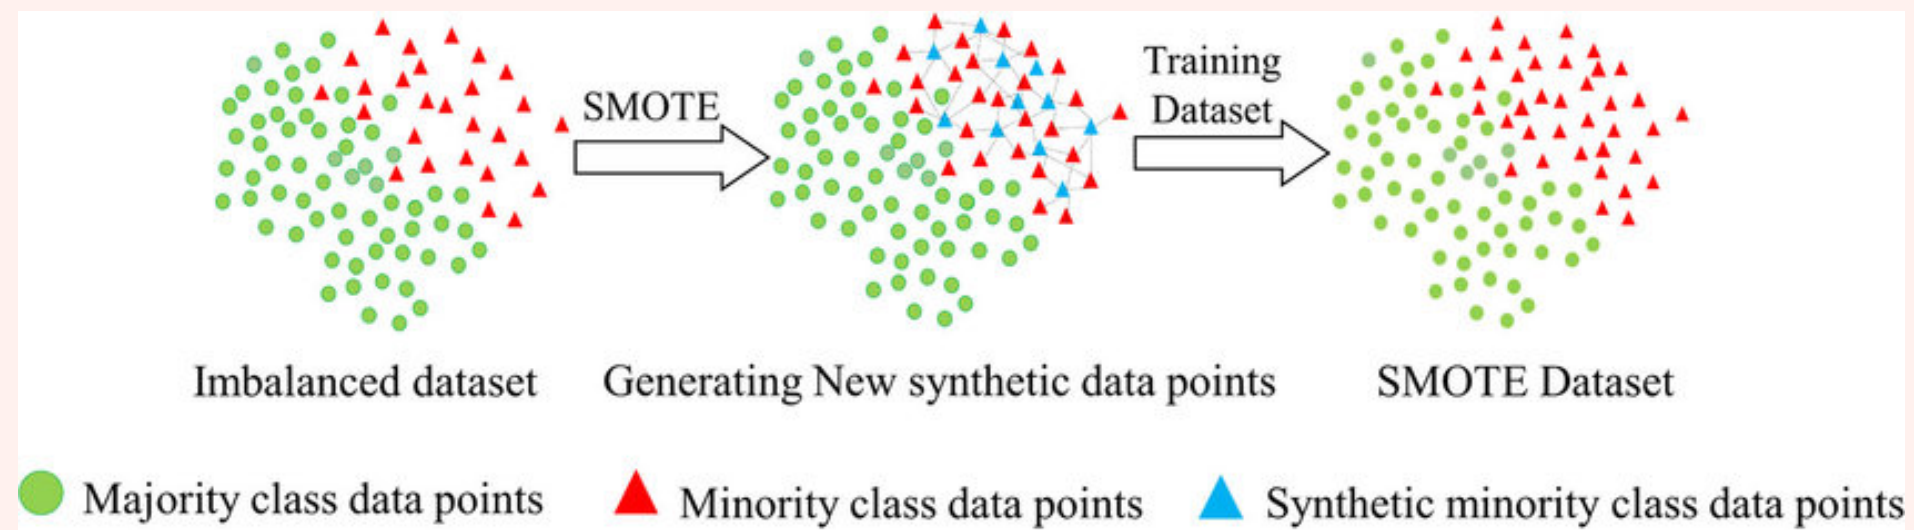 SMOTE
Training
Dataset
Imbalanced dataset
Generating New synthetic data points
SMOTE Dataset
Majority class data points
Minority class data points
Synthetic minority class data points